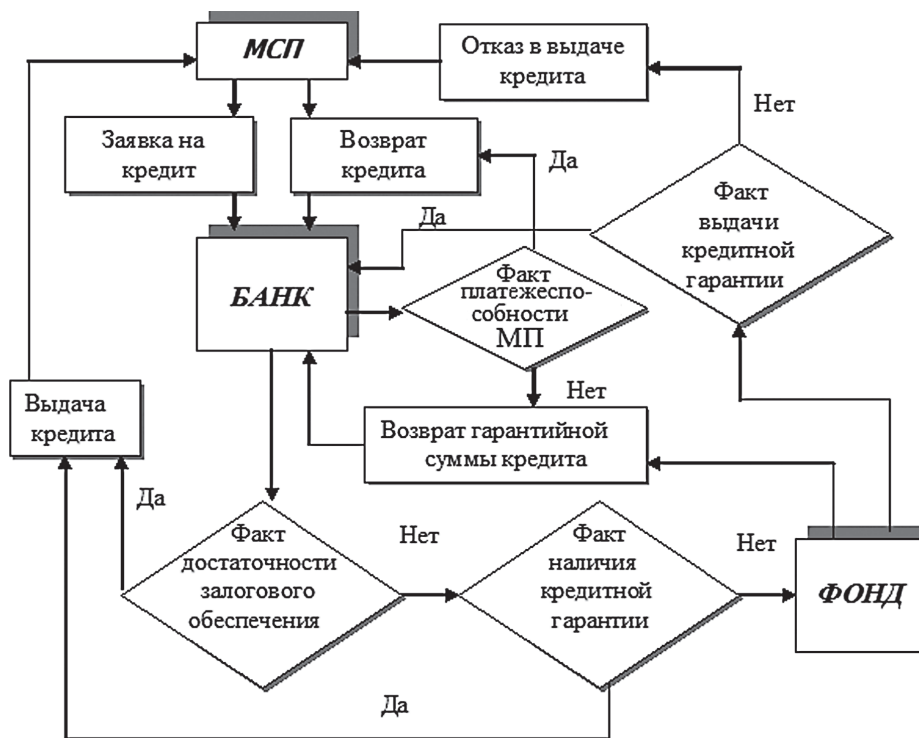 МСП
Отказ в выдаче
кредита
Нет
Заявка на
кредит
Возврат
кредита
Да
Факт
выдачи
кредитной
гарантии
Да
БАНК
Факт
платежеспо-
собности
МП
Нет
Выдача
кредита
Возврат гарантийной
суммы кредита
Да
Факт
достаточности
залогового
обеспечения
Нет
Факт
наличия
кредитной
гарантии
Нет
ФОНД
Да